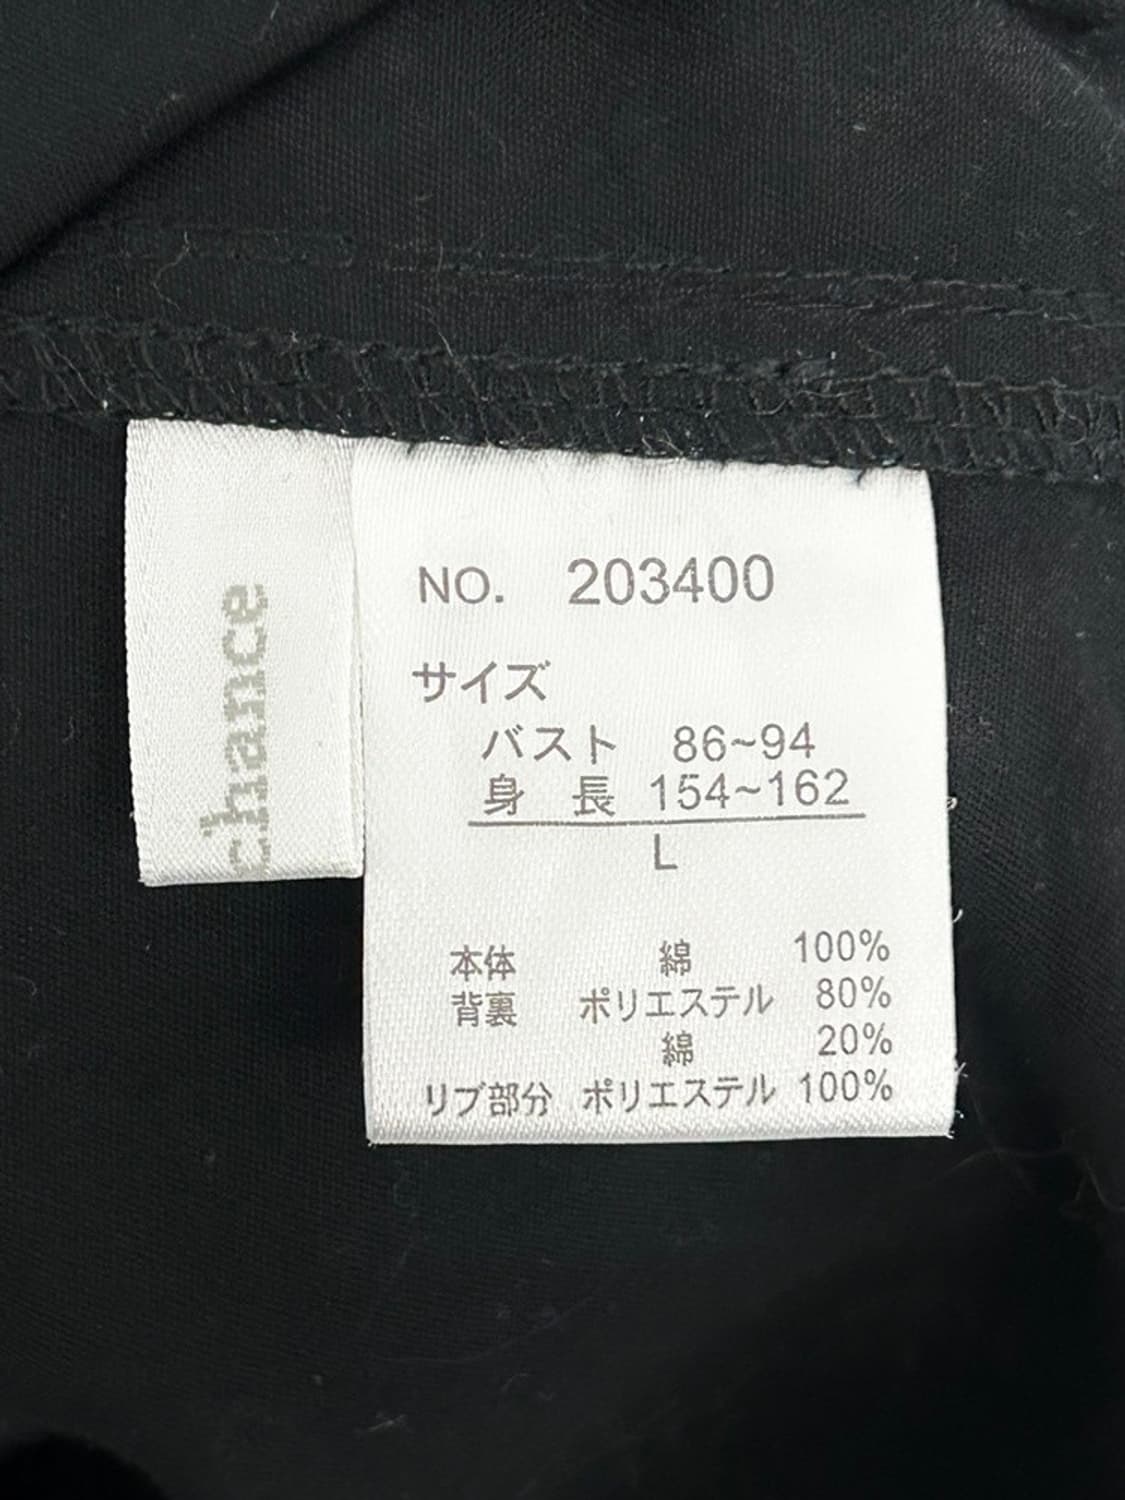 chance
NO. 203400
サイズ
バスト 86~94
身 長 154~162
L
本体 綿 100%
背裏 ポリエステル 80%
綿 20%
リブ部分 ポリエステル 100%